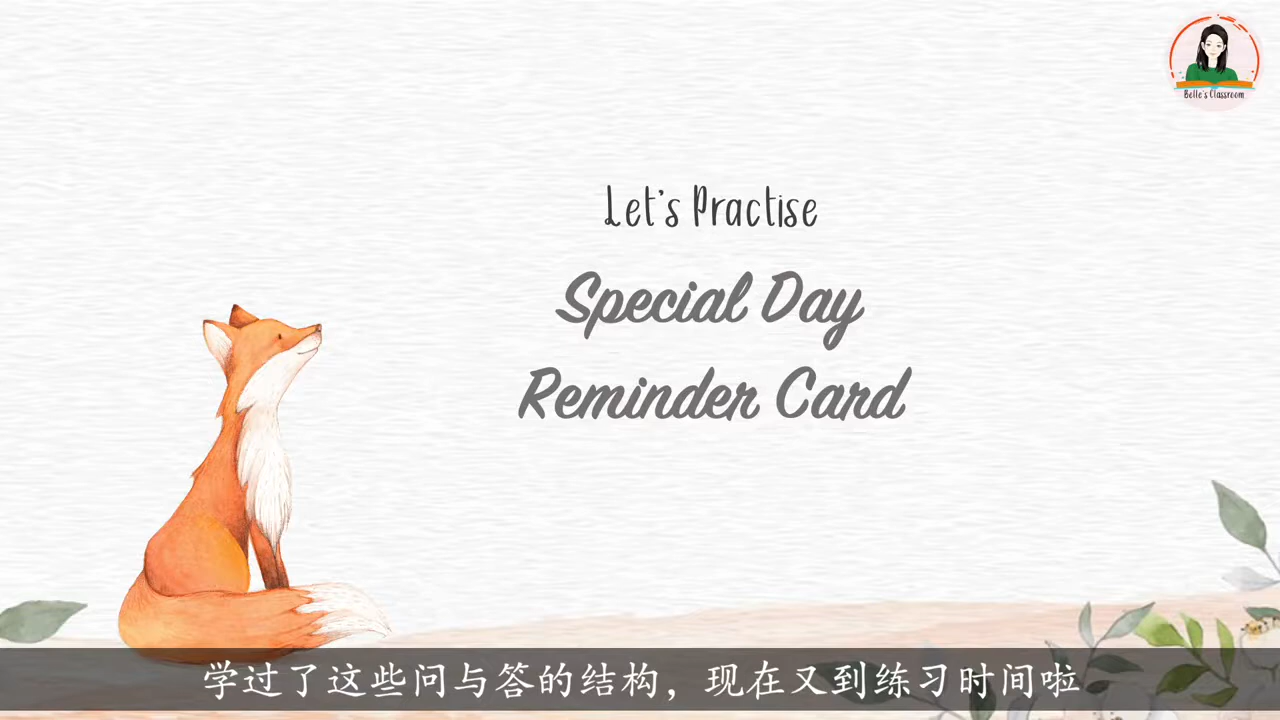 Belle's Classroom
Let's Practise
Special Day
Reminder Card
学过了这些问与答的结构，现在又到练习时间啦